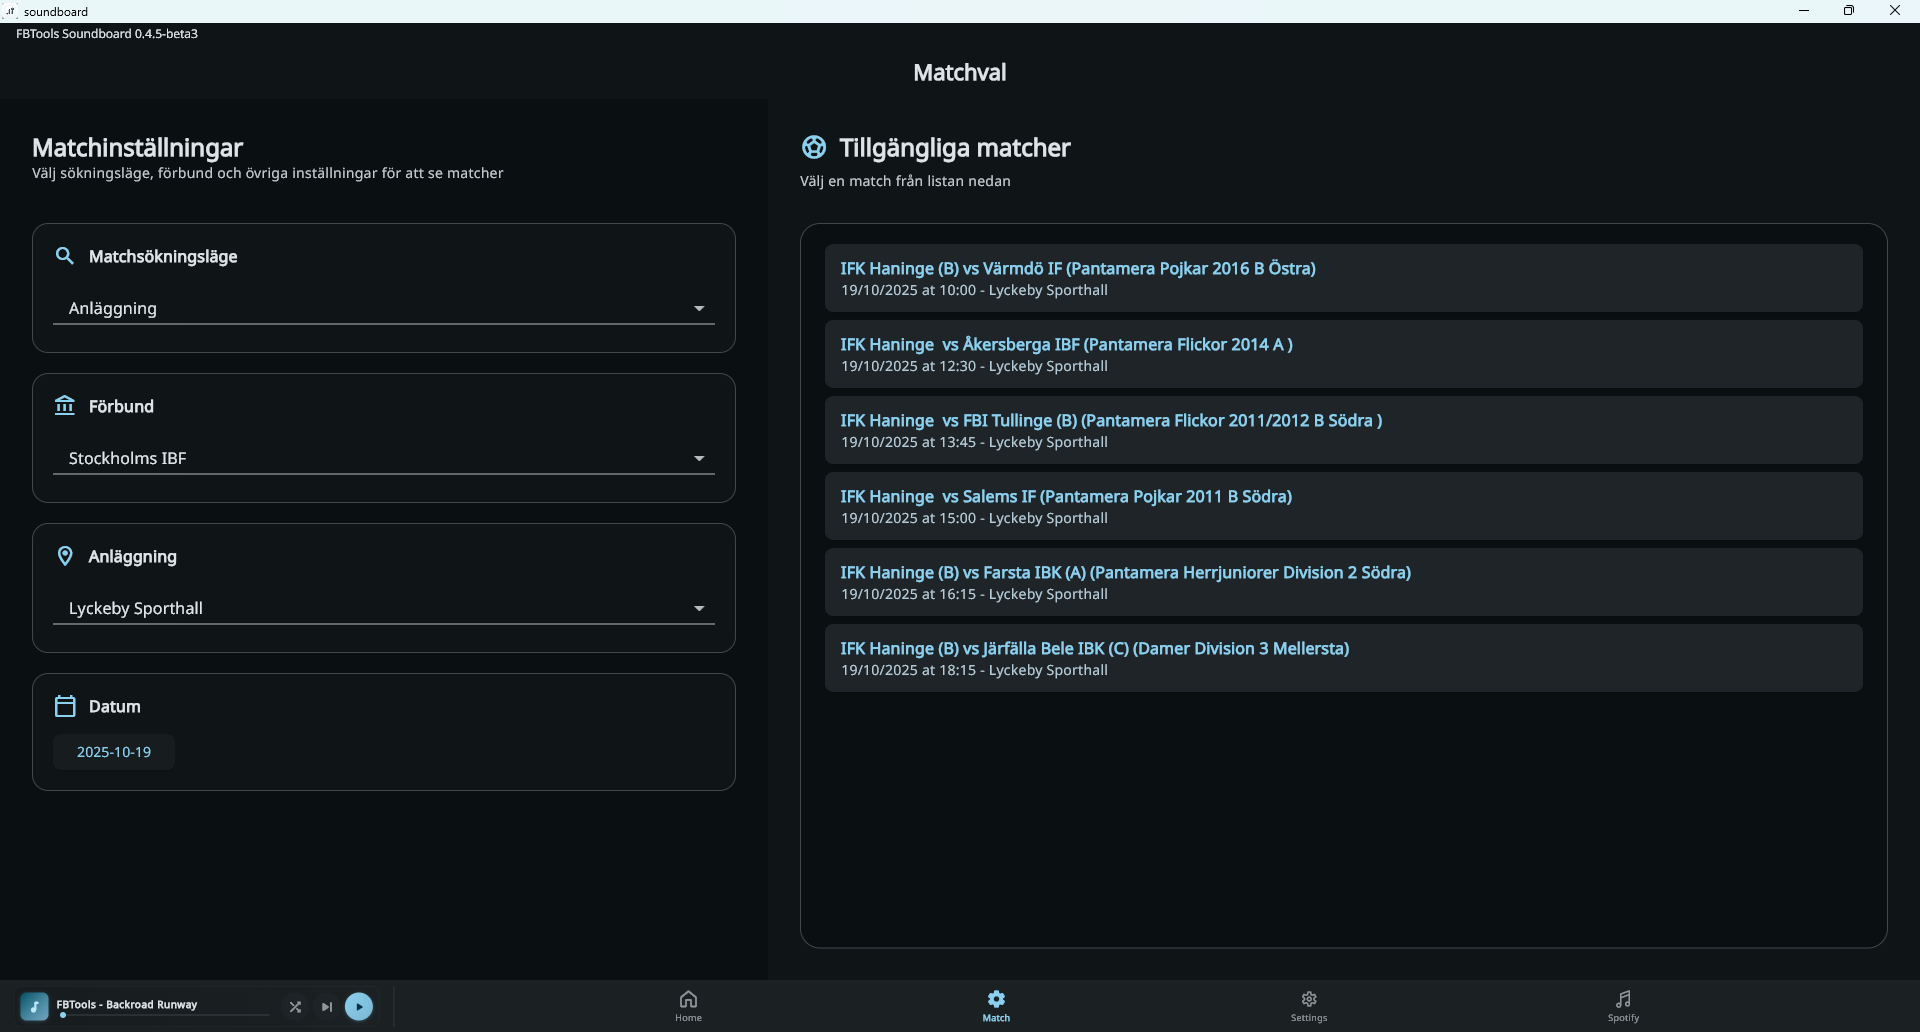 soundboard
FBTools Soundboard 0.4.5-beta3
Matchval
Matchinställningar
Välj sökningsläge, förbund och övriga inställningar för att se matcher
Matchsökningsläge
Anläggning
Förbund
Stockholms IBF
Anläggning
Lyckeby Sporthall
Datum
2025-10-19
Tillgängliga matcher
Välj en match från listan nedan
IFK Haninge (B) vs Värmdö IF (Pantamera Pojkar 2016 B Östra)
19/10/2025 at 10:00 - Lyckeby Sporthall
IFK Haninge  vs Åkersberga IBF (Pantamera Flickor 2014 A )
19/10/2025 at 12:30 - Lyckeby Sporthall
IFK Haninge  vs FBI Tullinge (B) (Pantamera Flickor 2011/2012 B Södra )
19/10/2025 at 13:45 - Lyckeby Sporthall
IFK Haninge  vs Salems IF (Pantamera Pojkar 2011 B Södra)
19/10/2025 at 15:00 - Lyckeby Sporthall
IFK Haninge (B) vs Farsta IBK (A) (Pantamera Herrjuniorer Division 2 Södra)
19/10/2025 at 16:15 - Lyckeby Sporthall
IFK Haninge (B) vs Järfälla Bele IBK (C) (Damer Division 3 Mellersta)
19/10/2025 at 18:15 - Lyckeby Sporthall
FBTools - Backroad Runway
Home
Match
Settings
Spotify